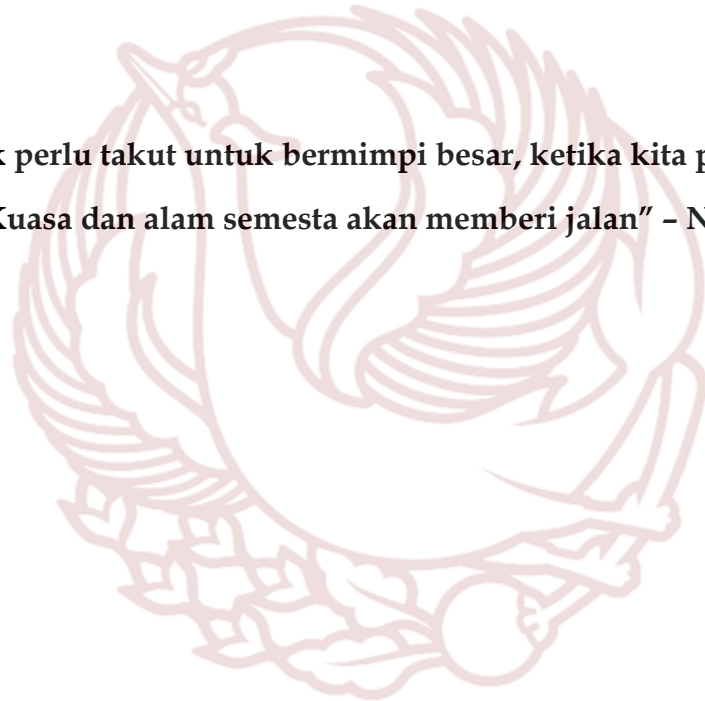 perlu takut untuk bermimpi besar, ketika kita
Kuasa dan alam semesta akan memberi jalan” –